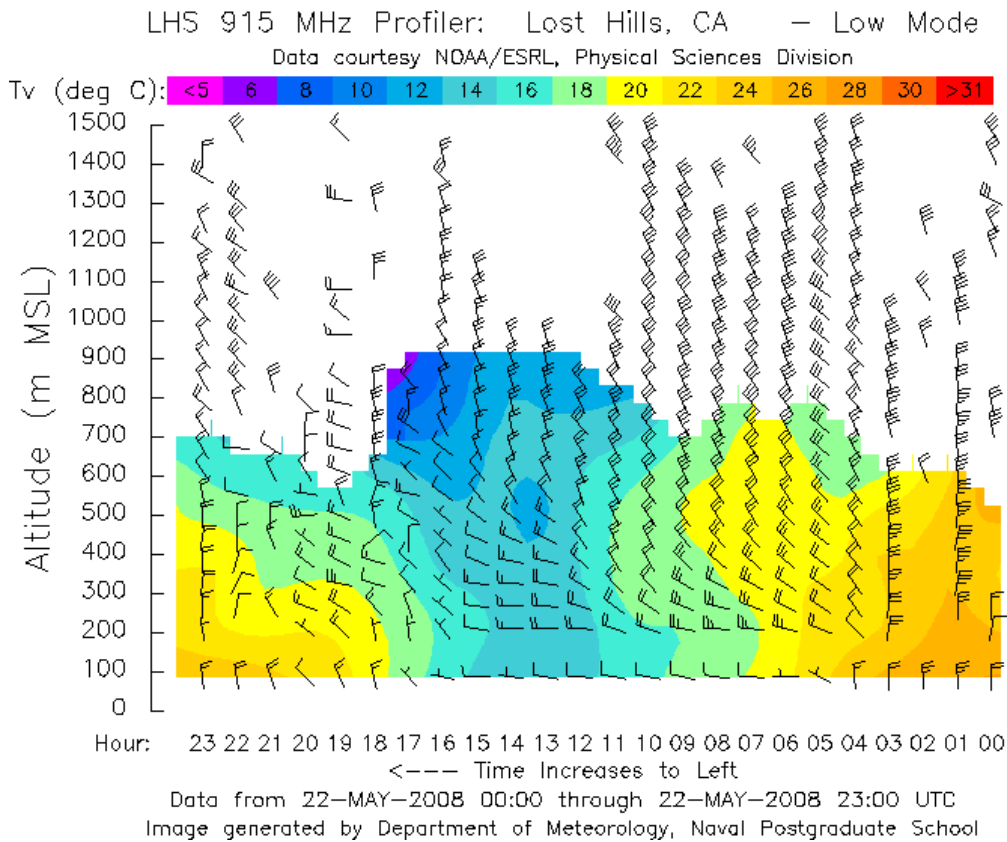 LHS 915 MHz Profiler: Lost Hills, CA – Low Mode
Data courtesy NOAA/ESRL, Physical Sciences Division
Tv (deg C): <5 6 8 10 12 14 16 18 20 22 24 26 28 30 >31
1500
1400
1300
1200
1100
1000
900
800
700
600
500
400
300
200
100
0
Altitude (m MSL)
Hour: 23 22 21 20 19 18 17 16 15 14 13 12 11 10 09 08 07 06 05 04 03 02 01 00
<--- Time Increases to Left
Data from 22-MAY-2008 00:00 through 22-MAY-2008 23:00 UTC
Image generated by Department of Meteorology, Naval Postgraduate School